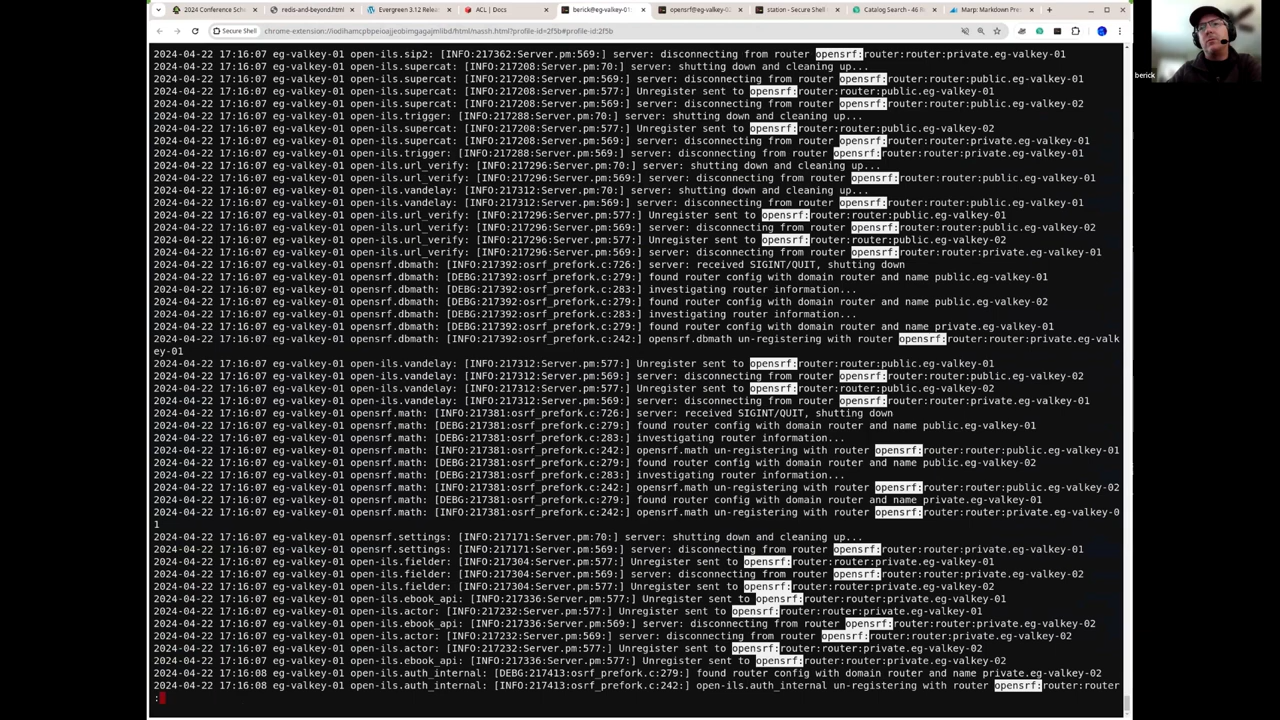 2024 Conference Sch
redis-and-beyond.html
Evergreen 3.12 Relea
ACL | Docs
berick@eg-valkey-01
opensrf@eg-valkey-02
station - Secure Shell
Catalog Search - 46 R
Marp: Markdown Pres
Secure Shell
chrome-extension://iodihamcpbpeioajjeobimgagajmlibd/html/nassh.html?profile-id=2f5b#profile-id=2f5b
2024-04-22 17:16:07 eg-valkey-01 open-ils.sip2: [INFO:217362:Server.pm:569:] server: disconnecting from router opensrf:router:router:private.eg-valkey-01
2024-04-22 17:16:07 eg-valkey-01 open-ils.supercat: [INFO:217208:Server.pm:70:] server: shutting down and cleaning up...
2024-04-22 17:16:07 eg-valkey-01 open-ils.supercat: [INFO:217208:Server.pm:569:] server: disconnecting from router opensrf:router:router:public.eg-valkey-01
2024-04-22 17:16:07 eg-valkey-01 open-ils.supercat: [INFO:217208:Server.pm:577:] Unregister sent to opensrf:router:router:public.eg-valkey-01
2024-04-22 17:16:07 eg-valkey-01 open-ils.supercat: [INFO:217208:Server.pm:569:] server: disconnecting from router opensrf:router:router:public.eg-valkey-02
2024-04-22 17:16:07 eg-valkey-01 open-ils.trigger: [INFO:217288:Server.pm:70:] server: shutting down and cleaning up...
2024-04-22 17:16:07 eg-valkey-01 open-ils.supercat: [INFO:217208:Server.pm:577:] Unregister sent to opensrf:router:router:public.eg-valkey-02
2024-04-22 17:16:07 eg-valkey-01 open-ils.supercat: [INFO:217208:Server.pm:569:] server: disconnecting from router opensrf:router:router:private.eg-valkey-01
2024-04-22 17:16:07 eg-valkey-01 open-ils.trigger: [INFO:217288:Server.pm:569:] server: disconnecting from router opensrf:router:router:private.eg-valkey-01
2024-04-22 17:16:07 eg-valkey-01 open-ils.url_verify: [INFO:217296:Server.pm:70:] server: shutting down and cleaning up...
2024-04-22 17:16:07 eg-valkey-01 open-ils.url_verify: [INFO:217296:Server.pm:569:] server: disconnecting from router opensrf:router:router:public.eg-valkey-01
2024-04-22 17:16:07 eg-valkey-01 open-ils.vandelay: [INFO:217312:Server.pm:70:] server: shutting down and cleaning up...
2024-04-22 17:16:07 eg-valkey-01 open-ils.vandelay: [INFO:217312:Server.pm:569:] server: disconnecting from router opensrf:router:router:public.eg-valkey-01
2024-04-22 17:16:07 eg-valkey-01 open-ils.url_verify: [INFO:217296:Server.pm:577:] Unregister sent to opensrf:router:router:public.eg-valkey-01
2024-04-22 17:16:07 eg-valkey-01 open-ils.url_verify: [INFO:217296:Server.pm:569:] server: disconnecting from router opensrf:router:router:public.eg-valkey-02
2024-04-22 17:16:07 eg-valkey-01 open-ils.url_verify: [INFO:217296:Server.pm:577:] Unregister sent to opensrf:router:router:public.eg-valkey-02
2024-04-22 17:16:07 eg-valkey-01 open-ils.url_verify: [INFO:217296:Server.pm:569:] server: disconnecting from router opensrf:router:router:private.eg-valkey-01
2024-04-22 17:16:07 eg-valkey-01 opensrf.dbmath: [INFO:217392:osrf_prefork.c:726:] server: received SIGINT/QUIT, shutting down
2024-04-22 17:16:07 eg-valkey-01 opensrf.dbmath: [DEBG:217392:osrf_prefork.c:279:] found router config with domain router and name public.eg-valkey-01
2024-04-22 17:16:07 eg-valkey-01 opensrf.dbmath: [DEBG:217392:osrf_prefork.c:283:] investigating router information...
2024-04-22 17:16:07 eg-valkey-01 opensrf.dbmath: [DEBG:217392:osrf_prefork.c:279:] found router config with domain router and name public.eg-valkey-02
2024-04-22 17:16:07 eg-valkey-01 opensrf.dbmath: [DEBG:217392:osrf_prefork.c:283:] investigating router information...
2024-04-22 17:16:07 eg-valkey-01 opensrf.dbmath: [DEBG:217392:osrf_prefork.c:279:] found router config with domain router and name private.eg-valkey-01
2024-04-22 17:16:07 eg-valkey-01 opensrf.dbmath: [INFO:217392:osrf_prefork.c:242:] opensrf.dbmath un-registering with router opensrf:router:router:private.eg-valk
ey-01
2024-04-22 17:16:07 eg-valkey-01 open-ils.vandelay: [INFO:217312:Server.pm:577:] Unregister sent to opensrf:router:router:public.eg-valkey-01
2024-04-22 17:16:07 eg-valkey-01 open-ils.vandelay: [INFO:217312:Server.pm:569:] server: disconnecting from router opensrf:router:router:public.eg-valkey-02
2024-04-22 17:16:07 eg-valkey-01 open-ils.vandelay: [INFO:217312:Server.pm:577:] Unregister sent to opensrf:router:router:public.eg-valkey-02
2024-04-22 17:16:07 eg-valkey-01 open-ils.vandelay: [INFO:217312:Server.pm:569:] server: disconnecting from router opensrf:router:router:private.eg-valkey-01
2024-04-22 17:16:07 eg-valkey-01 opensrf.math: [INFO:217381:osrf_prefork.c:726:] server: received SIGINT/QUIT, shutting down
2024-04-22 17:16:07 eg-valkey-01 opensrf.math: [DEBG:217381:osrf_prefork.c:279:] found router config with domain router and name public.eg-valkey-01
2024-04-22 17:16:07 eg-valkey-01 opensrf.math: [DEBG:217381:osrf_prefork.c:283:] investigating router information...
2024-04-22 17:16:07 eg-valkey-01 opensrf.math: [INFO:217381:osrf_prefork.c:242:] opensrf.math un-registering with router opensrf:router:router:public.eg-valkey-01
2024-04-22 17:16:07 eg-valkey-01 opensrf.math: [DEBG:217381:osrf_prefork.c:279:] found router config with domain router and name public.eg-valkey-02
2024-04-22 17:16:07 eg-valkey-01 opensrf.math: [DEBG:217381:osrf_prefork.c:283:] investigating router information...
2024-04-22 17:16:07 eg-valkey-01 opensrf.math: [INFO:217381:osrf_prefork.c:242:] opensrf.math un-registering with router opensrf:router:router:public.eg-valkey-02
2024-04-22 17:16:07 eg-valkey-01 opensrf.math: [DEBG:217381:osrf_prefork.c:279:] found router config with domain router and name private.eg-valkey-01
2024-04-22 17:16:07 eg-valkey-01 opensrf.math: [INFO:217381:osrf_prefork.c:242:] opensrf.math un-registering with router opensrf:router:router:private.eg-valkey-0
1
2024-04-22 17:16:07 eg-valkey-01 opensrf.settings: [INFO:217171:Server.pm:70:] server: shutting down and cleaning up...
2024-04-22 17:16:07 eg-valkey-01 opensrf.settings: [INFO:217171:Server.pm:569:] server: disconnecting from router opensrf:router:router:private.eg-valkey-01
2024-04-22 17:16:07 eg-valkey-01 open-ils.fielder: [INFO:217304:Server.pm:577:] Unregister sent to opensrf:router:router:private.eg-valkey-01
2024-04-22 17:16:07 eg-valkey-01 open-ils.fielder: [INFO:217304:Server.pm:569:] server: disconnecting from router opensrf:router:router:private.eg-valkey-02
2024-04-22 17:16:07 eg-valkey-01 open-ils.fielder: [INFO:217304:Server.pm:577:] Unregister sent to opensrf:router:router:private.eg-valkey-02
2024-04-22 17:16:07 eg-valkey-01 open-ils.ebook_api: [INFO:217336:Server.pm:577:] Unregister sent to opensrf:router:router:private.eg-valkey-01
2024-04-22 17:16:07 eg-valkey-01 open-ils.actor: [INFO:217232:Server.pm:577:] Unregister sent to opensrf:router:router:private.eg-valkey-01
2024-04-22 17:16:07 eg-valkey-01 open-ils.ebook_api: [INFO:217336:Server.pm:569:] server: disconnecting from router opensrf:router:router:private.eg-valkey-02
2024-04-22 17:16:07 eg-valkey-01 open-ils.actor: [INFO:217232:Server.pm:569:] server: disconnecting from router opensrf:router:router:private.eg-valkey-02
2024-04-22 17:16:07 eg-valkey-01 open-ils.actor: [INFO:217232:Server.pm:577:] Unregister sent to opensrf:router:router:private.eg-valkey-02
2024-04-22 17:16:07 eg-valkey-01 open-ils.ebook_api: [INFO:217336:Server.pm:577:] Unregister sent to opensrf:router:router:private.eg-valkey-02
2024-04-22 17:16:08 eg-valkey-01 open-ils.auth_internal: [DEBG:217413:osrf_prefork.c:279:] found router config with domain router and name private.eg-valkey-02
2024-04-22 17:16:08 eg-valkey-01 open-ils.auth_internal: [INFO:217413:osrf_prefork.c:242:] open-ils.auth_internal un-registering with router opensrf:router:router
:
berick